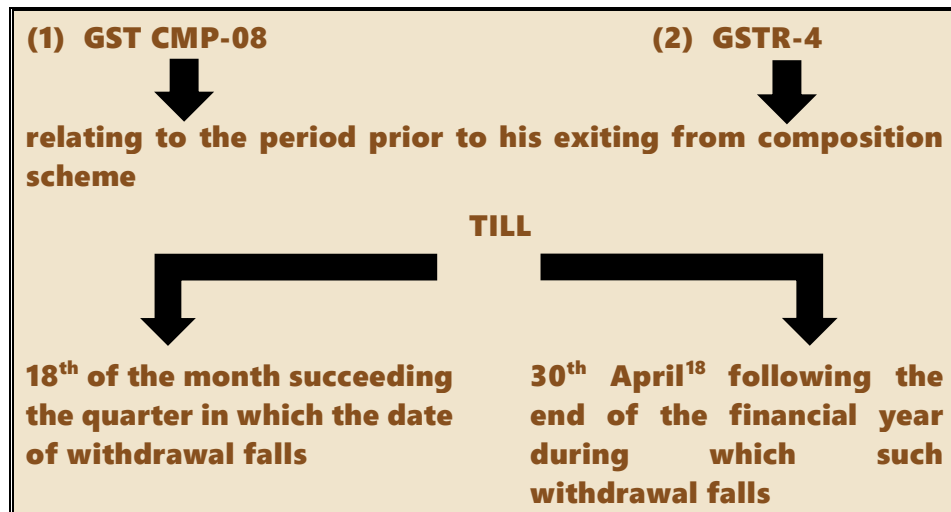 (1) GST CMP-08 (2) GSTR-4
relating to the period prior to his exiting from composition
scheme
TILL
18th of the month succeeding
the quarter in which the date
of withdrawal falls
30th April18 following the
end of the financial year
during which such
withdrawal falls